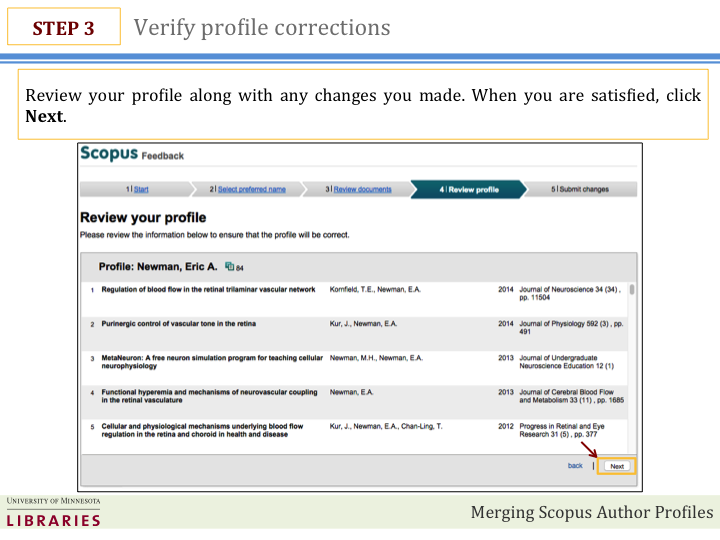 STEP 3
Verify profile corrections
Review your profile along with any changes you made. When you are satisfied, click
Next.
Scopus Feedback
1 | Start
2 | Select preferred name
3 | Review documents
4 | Review profile
5 | Submit changes
Review your profile
Please review the information below to ensure that the profile will be correct.
Profile: Newman, Eric A. 84
1 Regulation of blood flow in the retinal trilaminar vascular network Kornfield, T.E., Newman, E.A. 2014 Journal of Neuroscience 34 (34) ,
pp. 11504
2 Purinergic control of vascular tone in the retina Kur, J., Newman, E.A. 2014 Journal of Physiology 592 (3) , pp.
491
3 MetaNeuron: A free neuron simulation program for teaching cellular Newman, M.H., Newman, E.A. 2013 Journal of Undergraduate
neurophysiology Neuroscience Education 12 (1)
4 Functional hyperemia and mechanisms of neurovascular coupling Newman, E.A. 2013 Journal of Cerebral Blood Flow
in the retinal vasculature and Metabolism 33 (11) , pp. 1685
5 Cellular and physiological mechanisms underlying blood flow Kur, J., Newman, E.A., Chan-Ling, T. 2012 Progress in Retinal and Eye
regulation in the retina and choroid in health and disease Research 31 (5) , pp. 377
back | Next
UNIVERSITY OF MINNESOTA
LIBRARIES
Merging Scopus Author Profiles